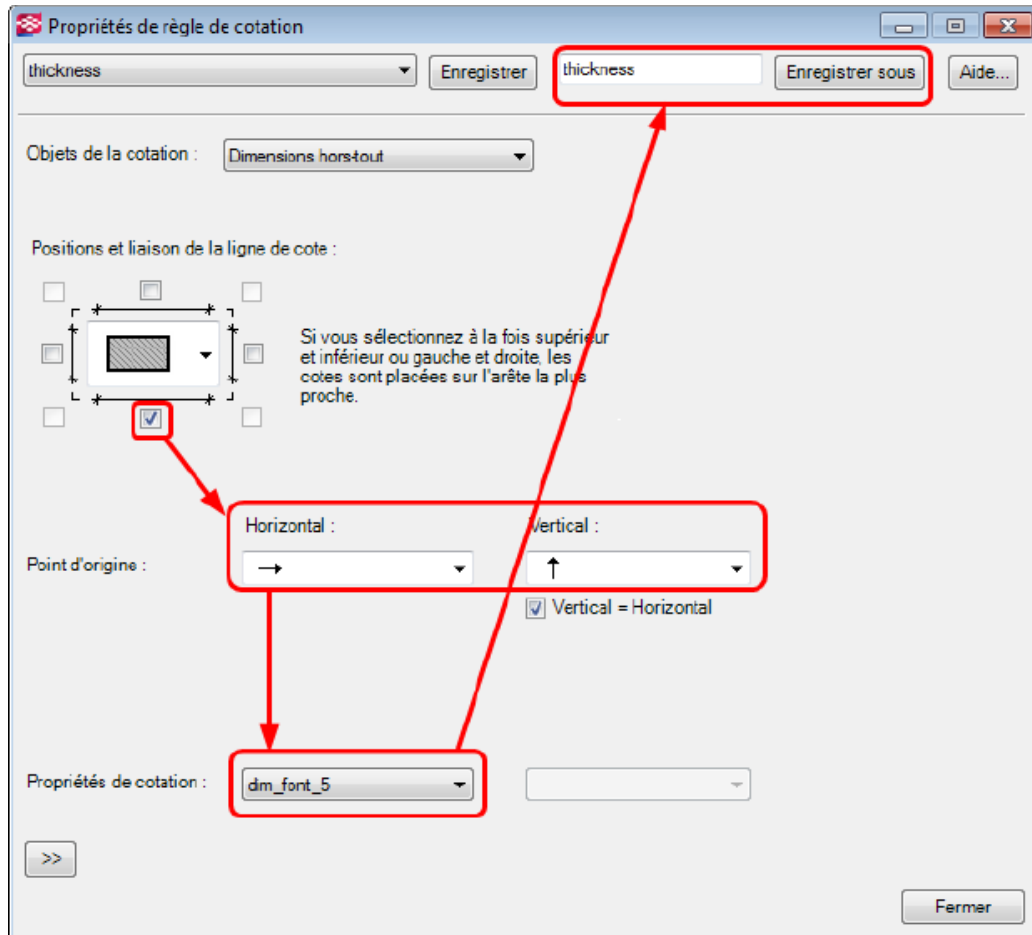 Propriétés de règle de cotation
thickness Enregistrer thickness Enregistrer sous Aide...
Objets de la cotation : Dimensions hors-tout
Positions et liaison de la ligne de cote :
Si vous sélectionnez à la fois supérieur
et inférieur ou gauche et droite, les
cotes sont placées sur l'arête la plus
proche.
Horizontal : Vertical :
Point d'origine :
Vertical = Horizontal
Propriétés de cotation : dm_font_5
>>
Fermer